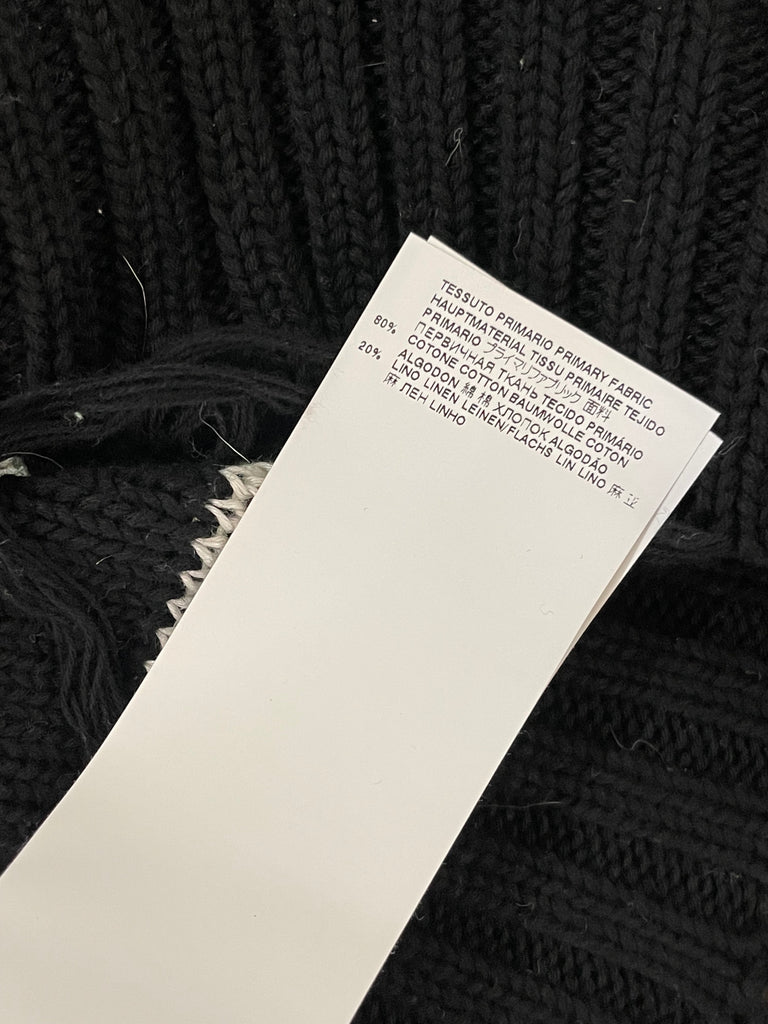 TESSUTO PRIMARIO PRIMARY FABRIC
HAUPTMATERIAL TISSU PRIMAIRE TEJIDO
PRIMARIO プライマリアブリック 面料
ПЕРВИЧНАЯ ТКАНЬ TECIDO PRIMÁRIO
80% COTONE COTTON BAUMWOLLE COTON
ALGODON 綿 棉 ХЛОПОК ALGODÃO
20% LINO LINEN LEINEN/FLACHS LIN LINO 麻 亚
麻 ЛЕН LINHO